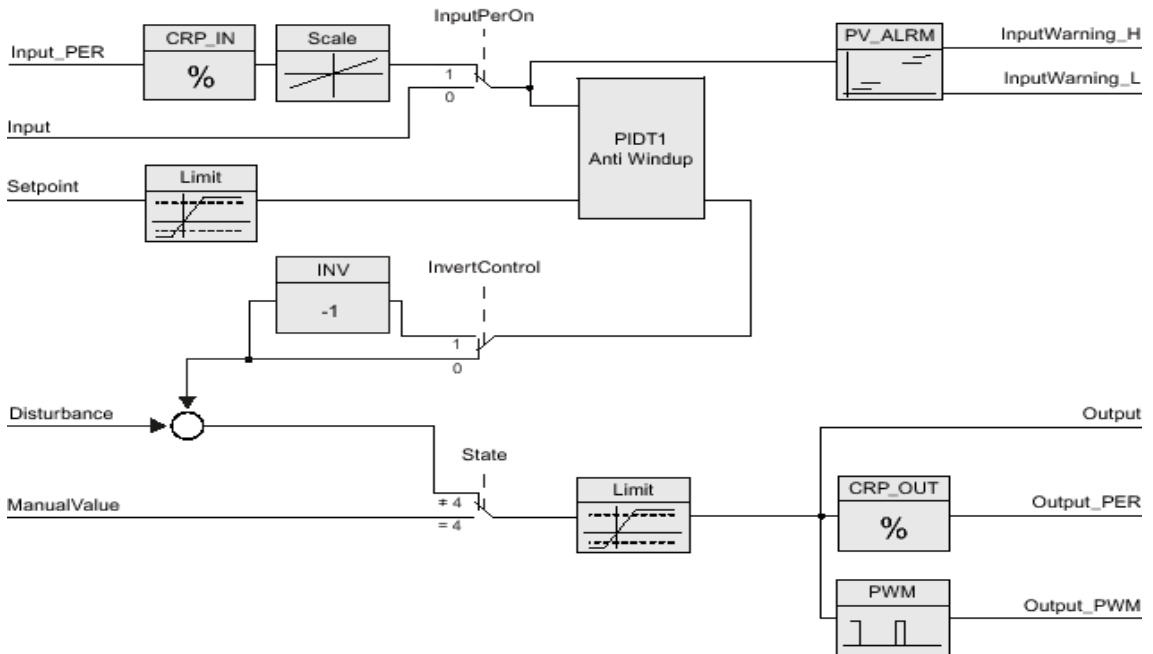 InputPerOn
Input_PER
CRP_IN
%
Scale
1
0
PV_ALRM
InputWarning_H
InputWarning_L
Input
PIDT1
Anti Windup
Setpoint
Limit
INV
-1
InvertControl
1
0
Disturbance
Output
State
ManualValue
≠ 4
= 4
Limit
CRP_OUT
%
Output_PER
PWM
Output_PWM